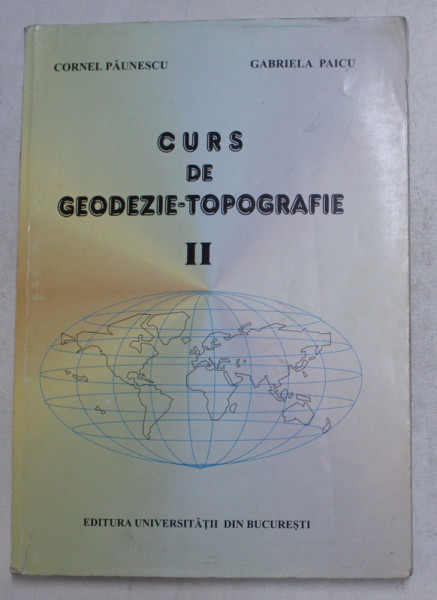 CORNEL PĂUNESCU GABRIELA PAICU
CURS
DE
GEODEZIE-TOPOGRAFIE
II
EDITURA UNIVERSITĂȚII DIN BUCUREȘTI